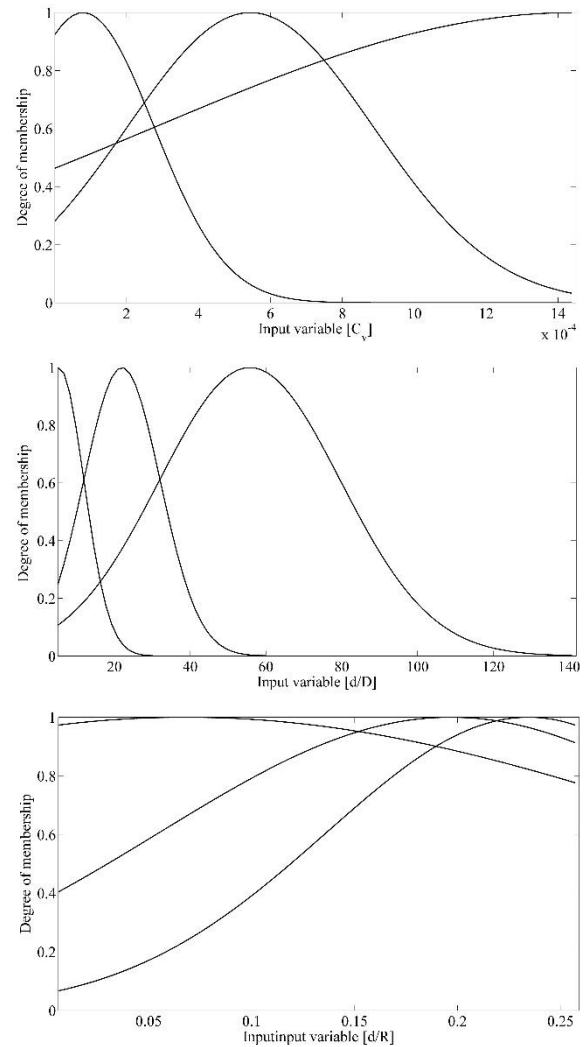 1
0.8
0.6
0.4
0.2
0
Degree of membership
2 4 6 8 10 12 14
Input variable [C_v]
x 10^-4
1
0.8
0.6
0.4
0.2
0
Degree of membership
20 40 60 80 100 120 140
Input variable [d/D]
1
0.8
0.6
0.4
0.2
0
Degree of membership
0.05 0.1 0.15 0.2 0.25
Inputinput variable [d/R]